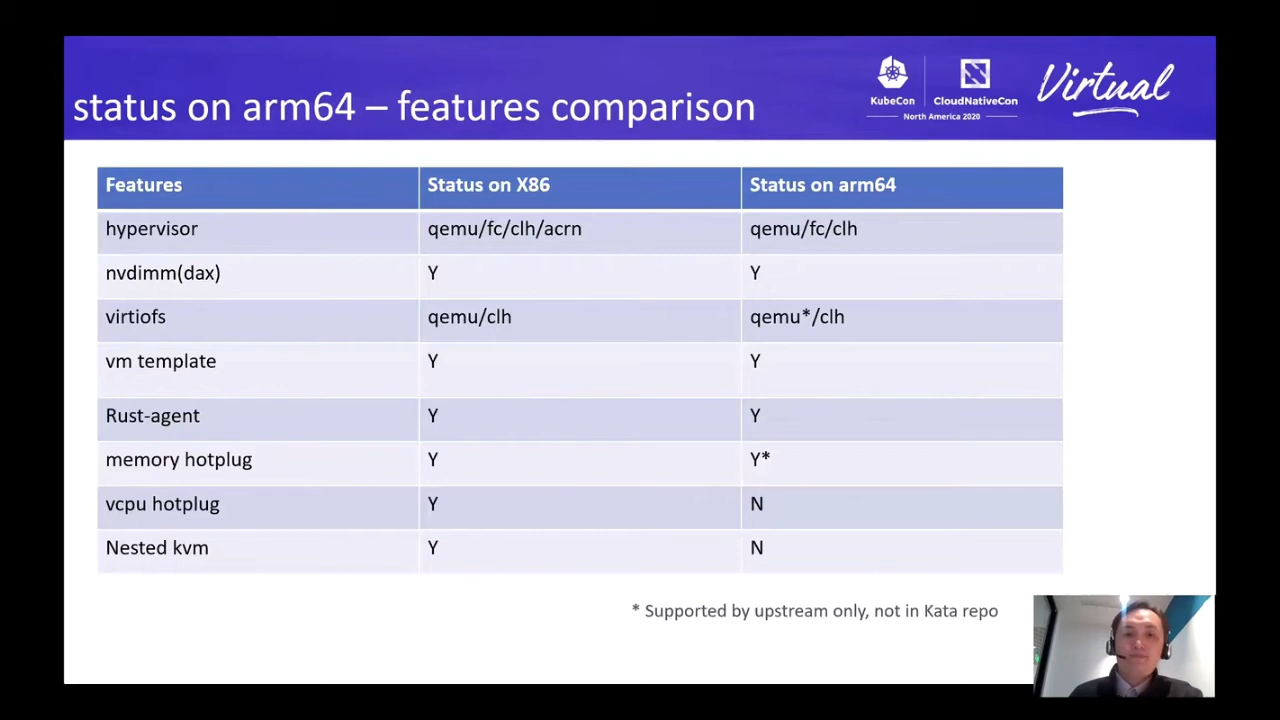 status on arm64 – features comparison
KubeCon
CloudNativeCon
North America 2020
Virtual
Features Status on X86 Status on arm64
hypervisor qemu/fc/clh/acrn qemu/fc/clh
nvdimm(dax) Y Y
virtiofs qemu/clh qemu*/clh
vm template Y Y
Rust-agent Y Y
memory hotplug Y Y*
vcpu hotplug Y N
Nested kvm Y N
* Supported by upstream only, not in Kata repo